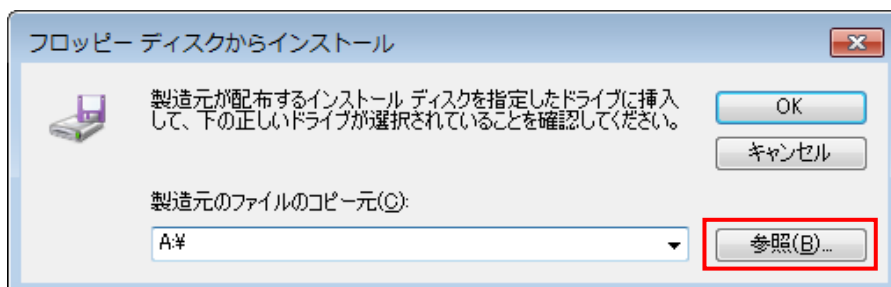 フロッピー ディスクからインストール
製造元が配布するインストール ディスクを指定したドライブに挿入
して、下の正しいドライブが選択されていることを確認してください。
OK
キャンセル
製造元のファイルのコピー元(C):
A:¥
参照(B)...